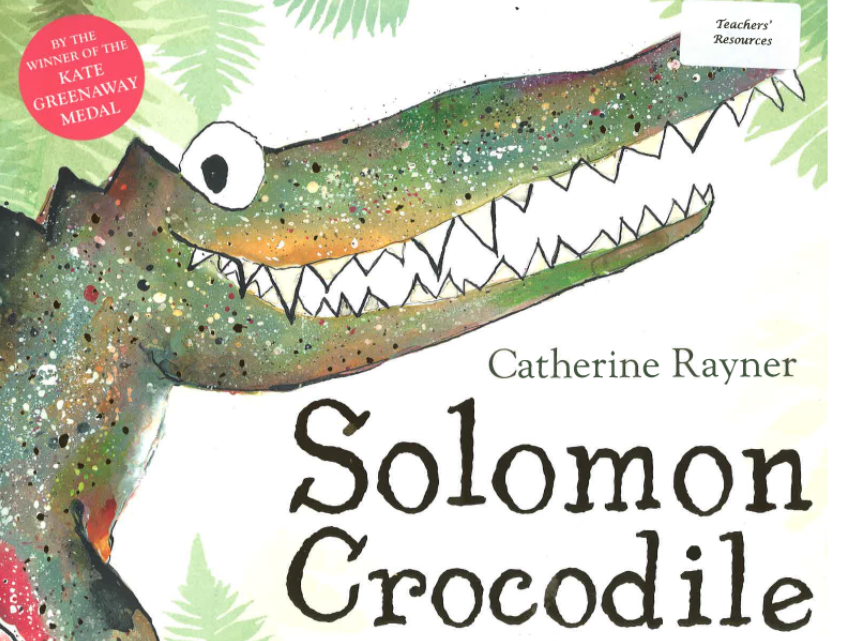 BY THE
WINNER OF THE
KATE
GREENAWAY
MEDAL
Teachers'
Resources
Catherine Rayner
Solomon
Crocodile